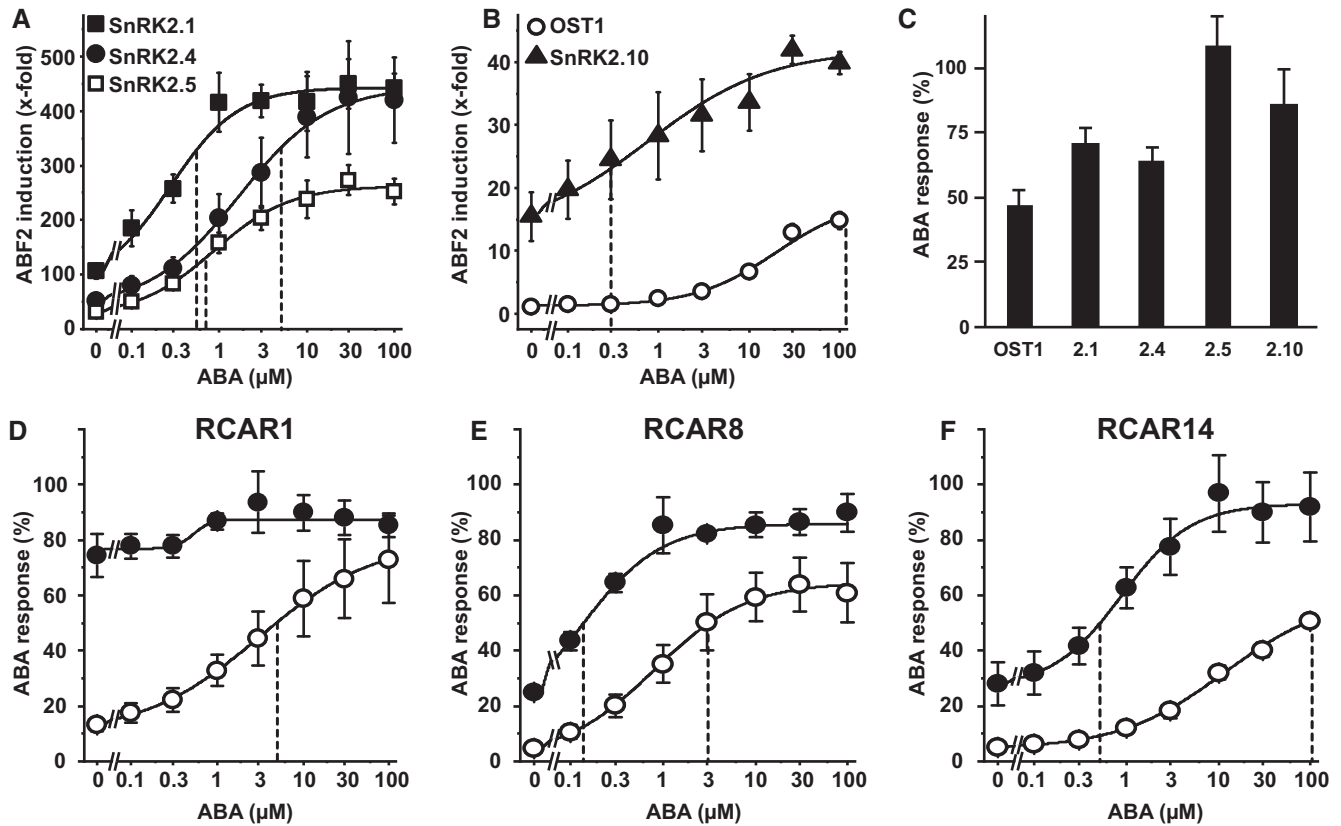 A
SnRK2.1
SnRK2.4
SnRK2.5
ABF2 induction (x-fold)
500
400
300
200
100
0
0 0.1 0.3 1 3 10 30 100
ABA (µM)
B
OST1
SnRK2.10
ABF2 induction (x-fold)
40
30
20
10
0
0 0.1 0.3 1 3 10 30 100
ABA (µM)
C
ABA response (%)
100
75
50
25
0
OST1 2.1 2.4 2.5 2.10
D
RCAR1
ABA response (%)
100
80
60
40
20
0
0 0.1 0.3 1 3 10 30 100
ABA (µM)
E
RCAR8
ABA response (%)
100
80
60
40
20
0
0 0.1 0.3 1 3 10 30 100
ABA (µM)
F
RCAR14
ABA response (%)
100
80
60
40
20
0
0 0.1 0.3 1 3 10 30 100
ABA (µM)